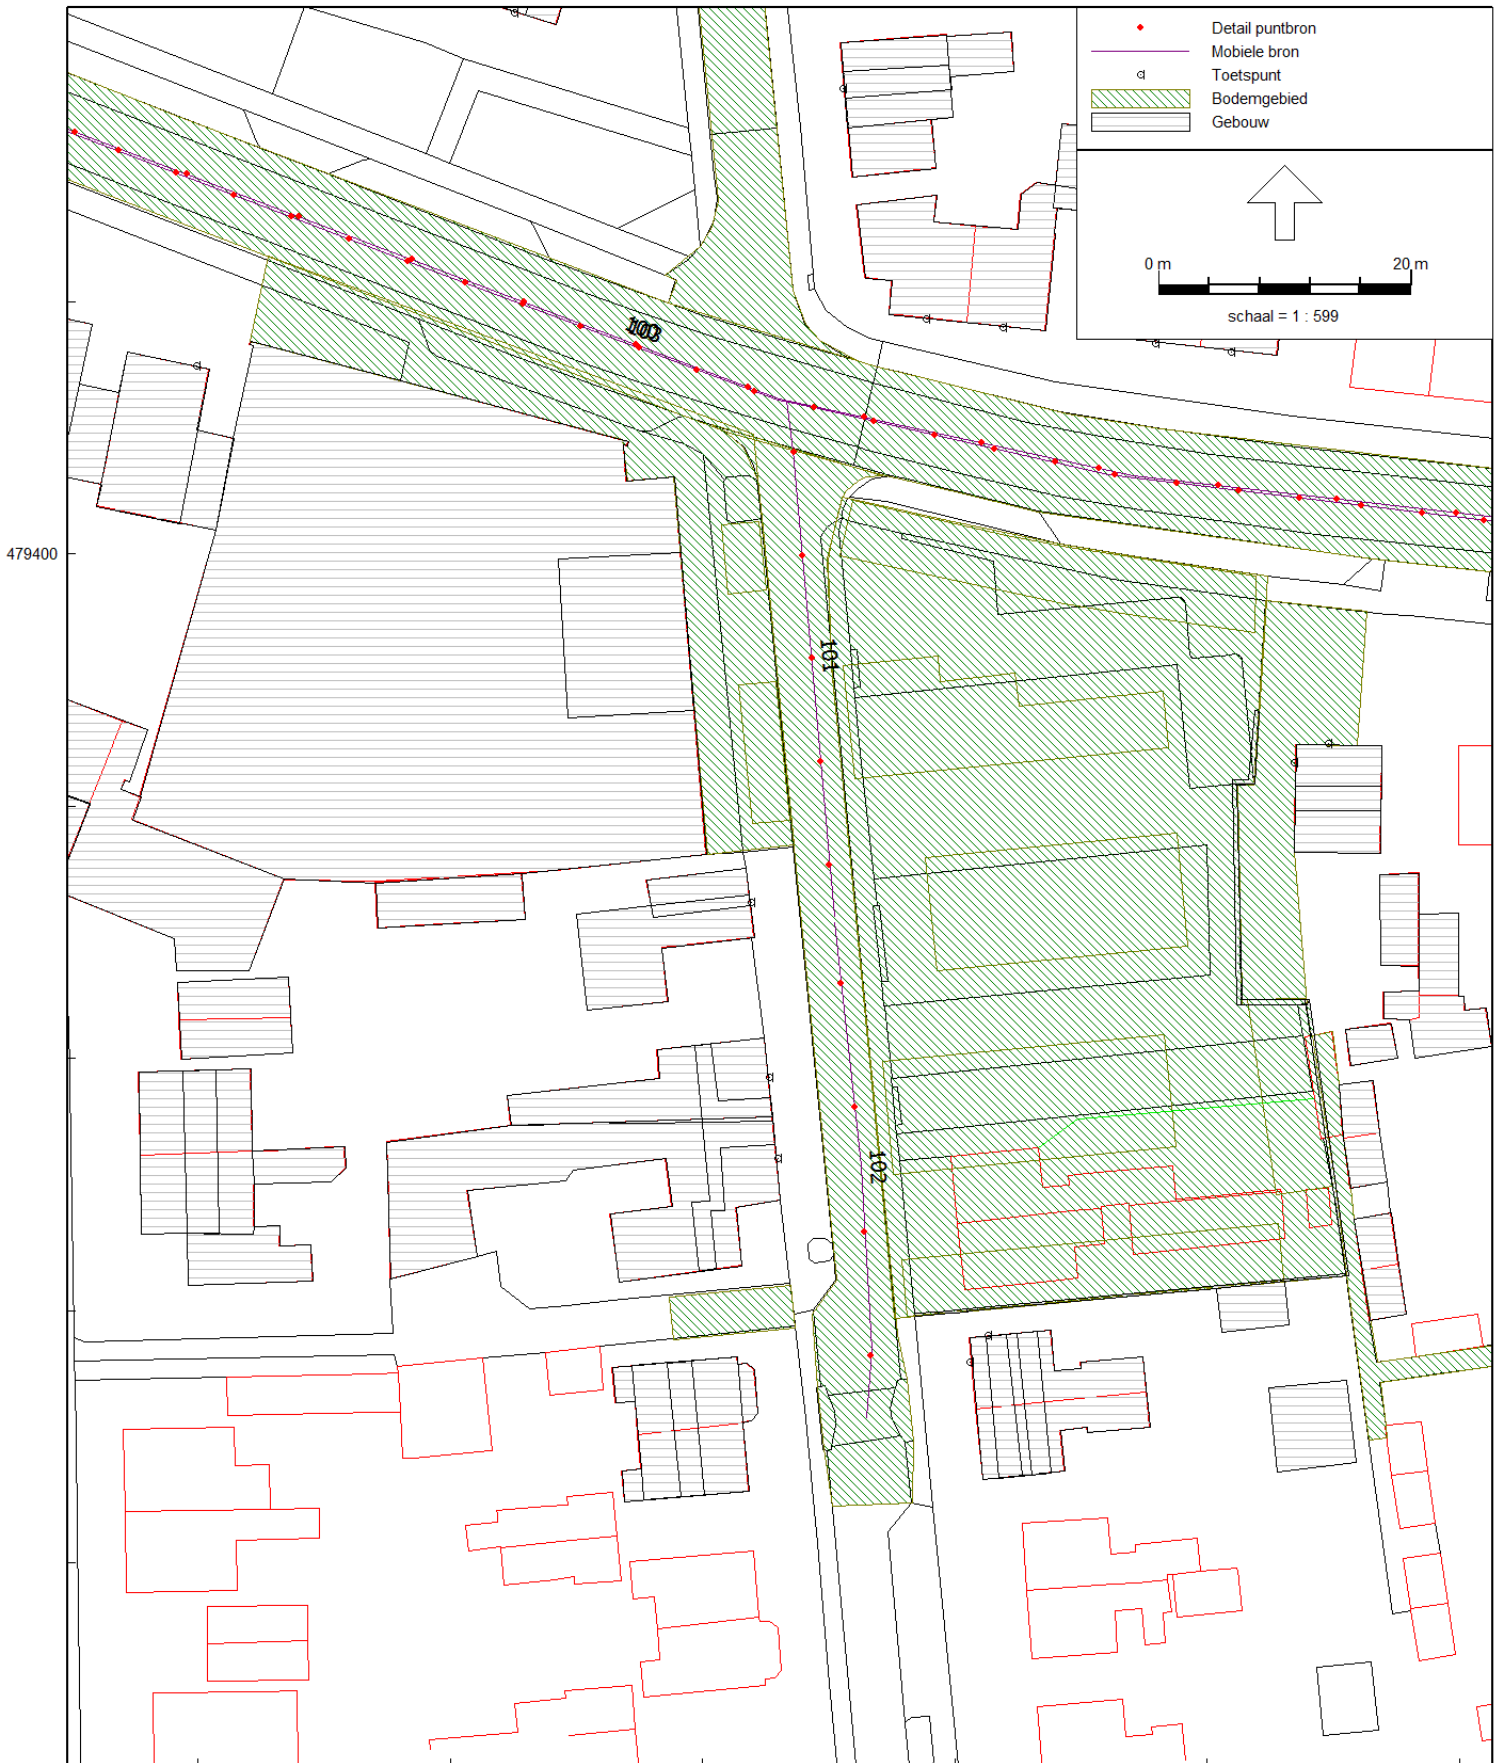 Detail puntbron
Mobiele bron
Toetspunt
Bodemgebied
Gebouw
0 m 20 m
schaal = 1 : 599
479400
101
102